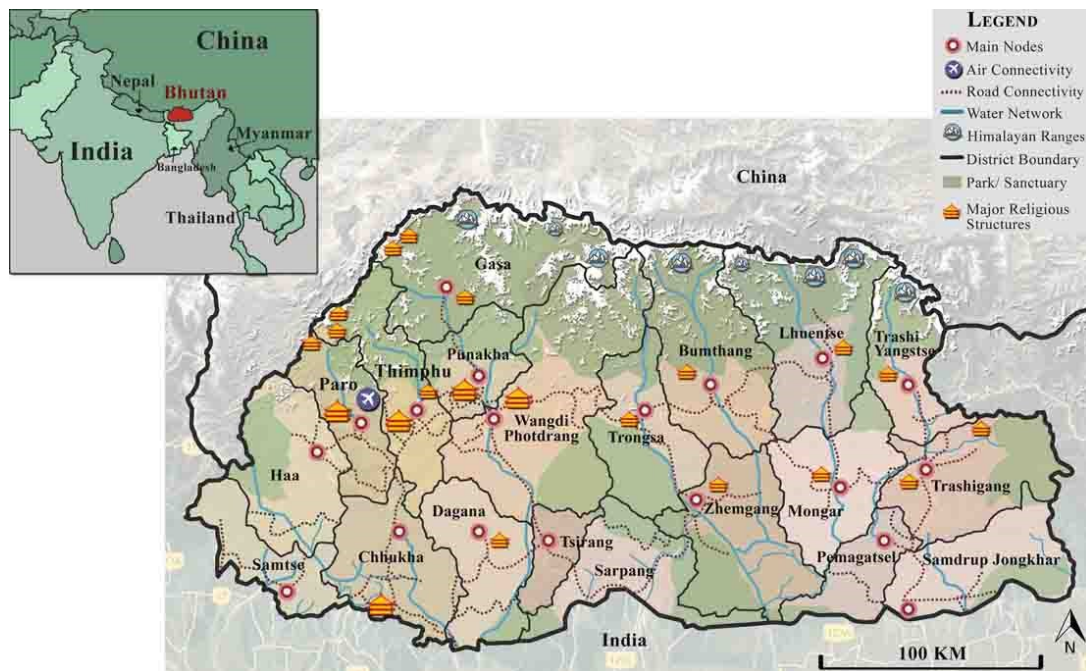 China
Nepal
Bhutan
India
Myanmar
Bangladesh
Thailand
LEGEND
Main Nodes
Air Connectivity
Road Connectivity
Water Network
Himalayan Ranges
District Boundary
Park/ Sanctuary
Major Religious
Structures
China
Gasa
Lhuentse
Trashi
Yangstse
Punakha
Bumthang
Paro
Thimphu
Wangdi
Photdrang
Trongsa
Haa
Trashigang
Dagana
Zhemgang
Mongar
Chhukha
Tsirang
Pemagatsel
Samdrup Jongkhar
Samtse
Sarpang
India
100 KM
N